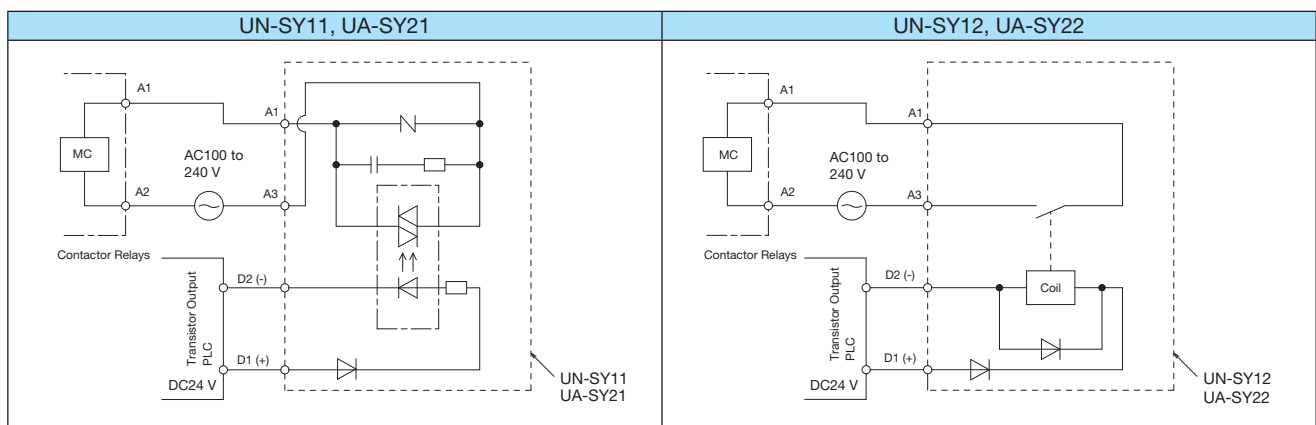 UN-SY11, UA-SY21
A1
A1
MC
AC100 to
240 V
A2
A3
Contactor Relays
Transistor Output
PLC
D2 (-)
D1 (+)
DC24 V
UN-SY11
UA-SY21
UN-SY12, UA-SY22
A1
A1
MC
AC100 to
240 V
A2
A3
Contactor Relays
Transistor Output
PLC
D2 (-)
Coil
D1 (+)
DC24 V
UN-SY12
UA-SY22